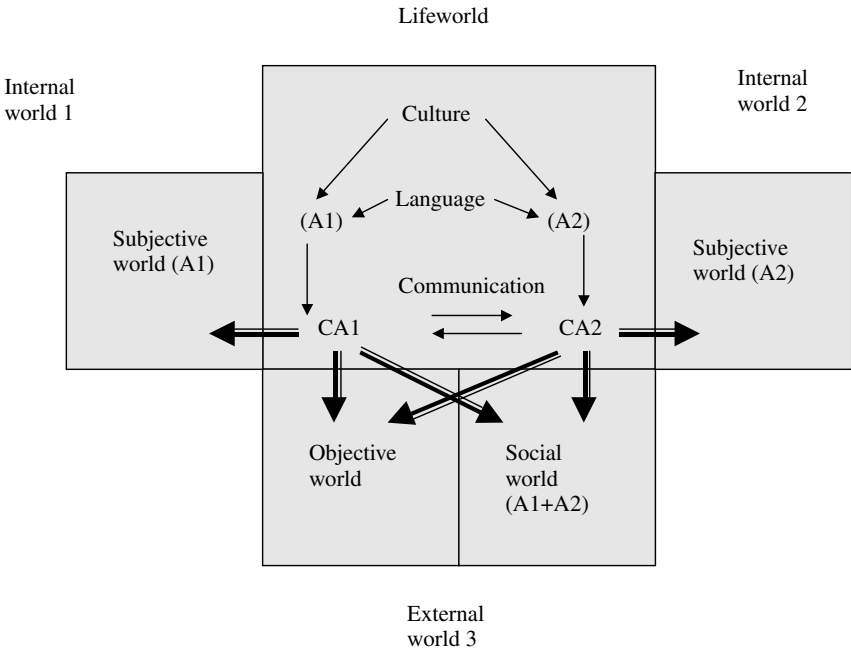 Lifeworld
Internal
world 1
Internal
world 2
Culture
Language
(A1)
(A2)
Subjective
world (A1)
Subjective
world (A2)
Communication
CA1
CA2
Objective
world
Social
world
(A1+A2)
External
world 3